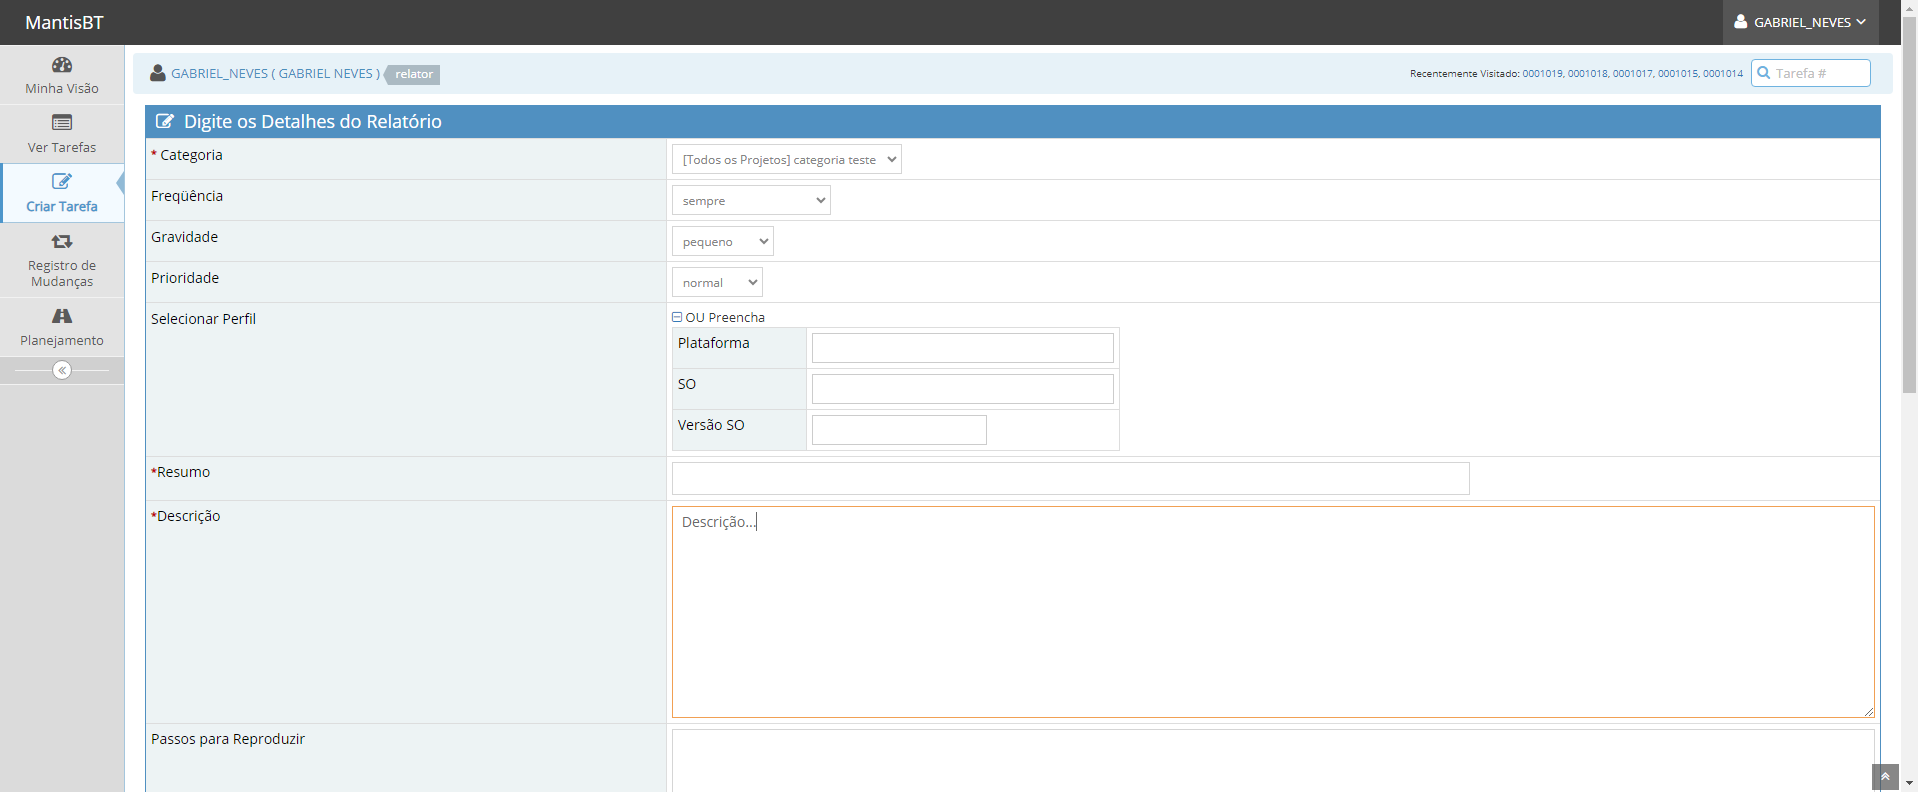 MantisBT
GABRIEL_NEVES
Minha Visão
Ver Tarefas
Criar Tarefa
Registro de
Mudanças
Planejamento
GABRIEL_NEVES ( GABRIEL NEVES ) relator
Recentemente Visitado: 0001019, 0001018, 0001017, 0001015, 0001014
Tarefa #
Digite os Detalhes do Relatório
* Categoria
[Todos os Projetos] categoria teste
Freqüência
sempre
Gravidade
pequeno
Prioridade
normal
Selecionar Perfil
OU Preencha
Plataforma
SO
Versão SO
*Resumo
*Descrição
Descrição...
Passos para Reproduzir